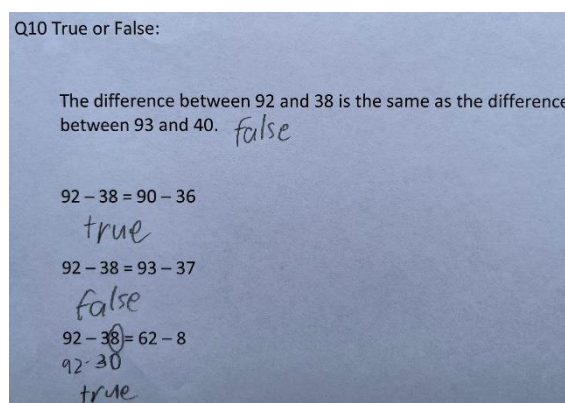 Q10 True or False:
The difference between 92 and 38 is the same as the difference
between 93 and 40. false
92 – 38 = 90 – 36
true
92 – 38 = 93 – 37
false
92 – 38 = 62 – 8
92-30
true